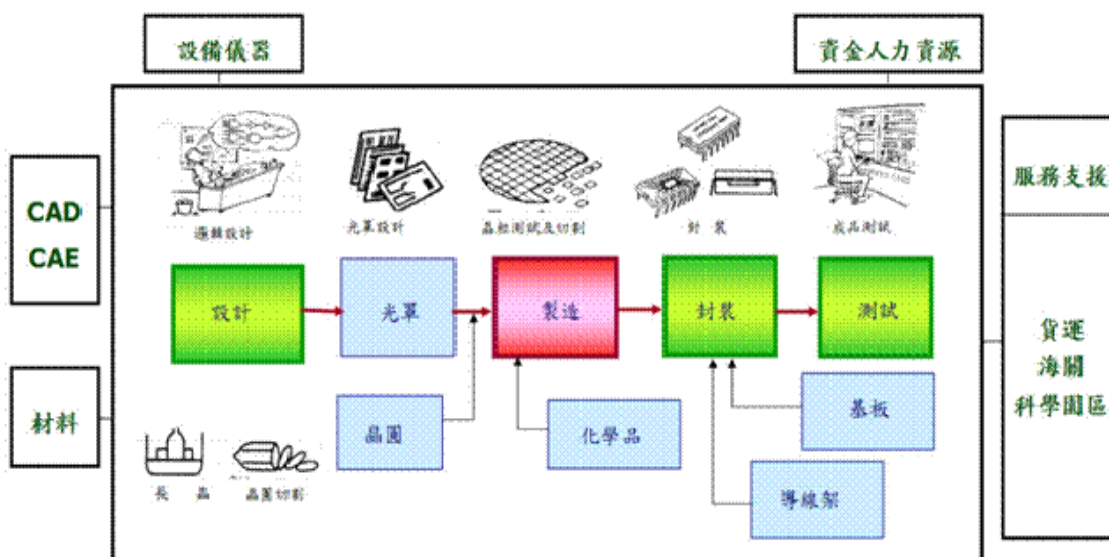 設備儀器
資金人力資源
CAD
CAE
材料
服務支援
貨運
海關
科學園區
邏輯設計
光罩設計
晶粒測試及切割
封 裝
成品測試
設計
光罩
製造
封裝
測試
晶圓
化學品
基板
導線架
長 晶
晶圓切割